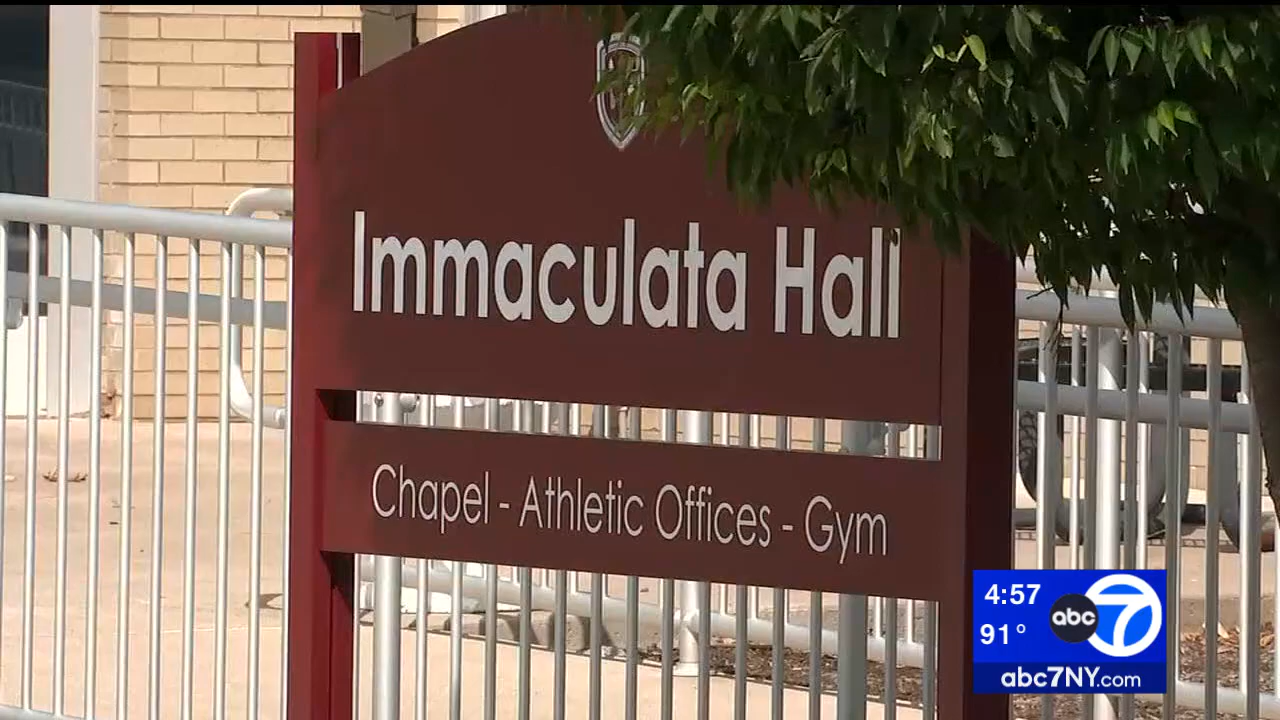 Immaculata Hall
Chapel - Athletic Offices - Gym
4:57
91°
abc 7
abc7NY.com